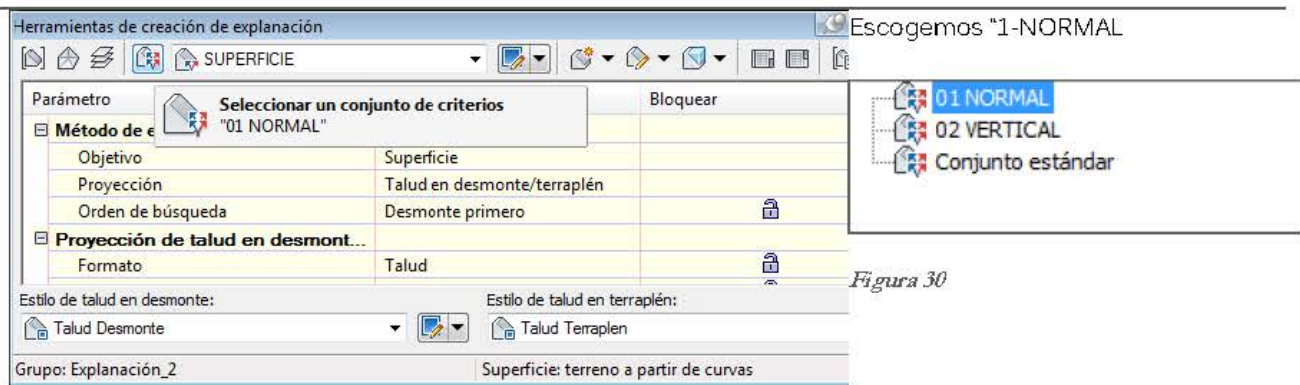 Herramientas de creación de explanación
SUPERFICIE
Parámetro
Bloquear
Seleccionar un conjunto de criterios
"01 NORMAL"
Método de e
Objetivo Superficie
Proyección Talud en desmonte/terraplén
Orden de búsqueda Desmonte primero
Proyección de talud en desmont...
Formato Talud
Estilo de talud en desmonte: Estilo de talud en terraplén:
Talud Desmonte Talud Terraplen
Grupo: Explanación_2 Superficie: terreno a partir de curvas
Escogemos "1-NORMAL
01 NORMAL
02 VERTICAL
Conjunto estándar
Figura 30